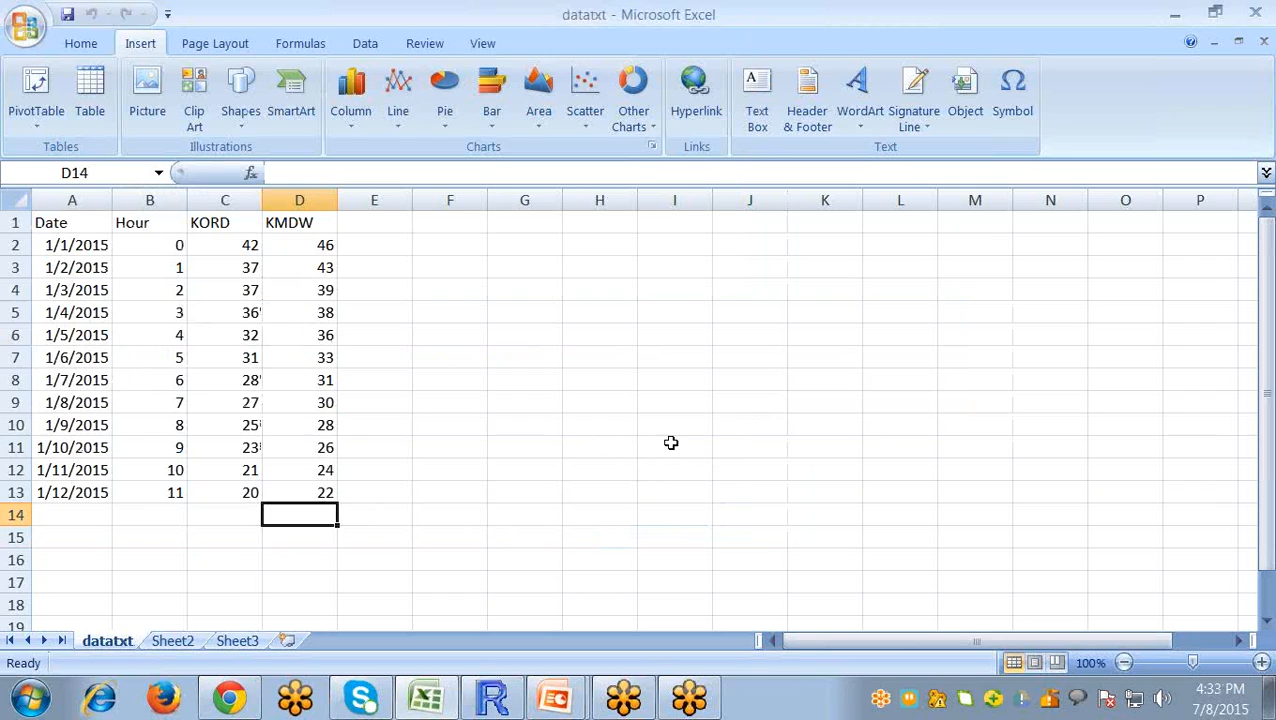 datatxt - Microsoft Excel
Home Insert Page Layout Formulas Data Review View
PivotTable Table Picture Clip Art Shapes SmartArt Column Line Pie Bar Area Scatter Other Charts Hyperlink Text Box Header & Footer WordArt Signature Line Object Symbol
Tables Illustrations Charts Links Text
D14
A B C D E F G H I J K L M N O P
1 Date Hour KORD KMDW
2 1/1/2015 0 42 46
3 1/2/2015 1 37 43
4 1/3/2015 2 37 39
5 1/4/2015 3 36 38
6 1/5/2015 4 32 36
7 1/6/2015 5 31 33
8 1/7/2015 6 28 31
9 1/8/2015 7 27 30
10 1/9/2015 8 25 28
11 1/10/2015 9 23 26
12 1/11/2015 10 21 24
13 1/12/2015 11 20 22
14
15
16
17
18
19
datatxt Sheet2 Sheet3
Ready 100%
4:33 PM
7/8/2015